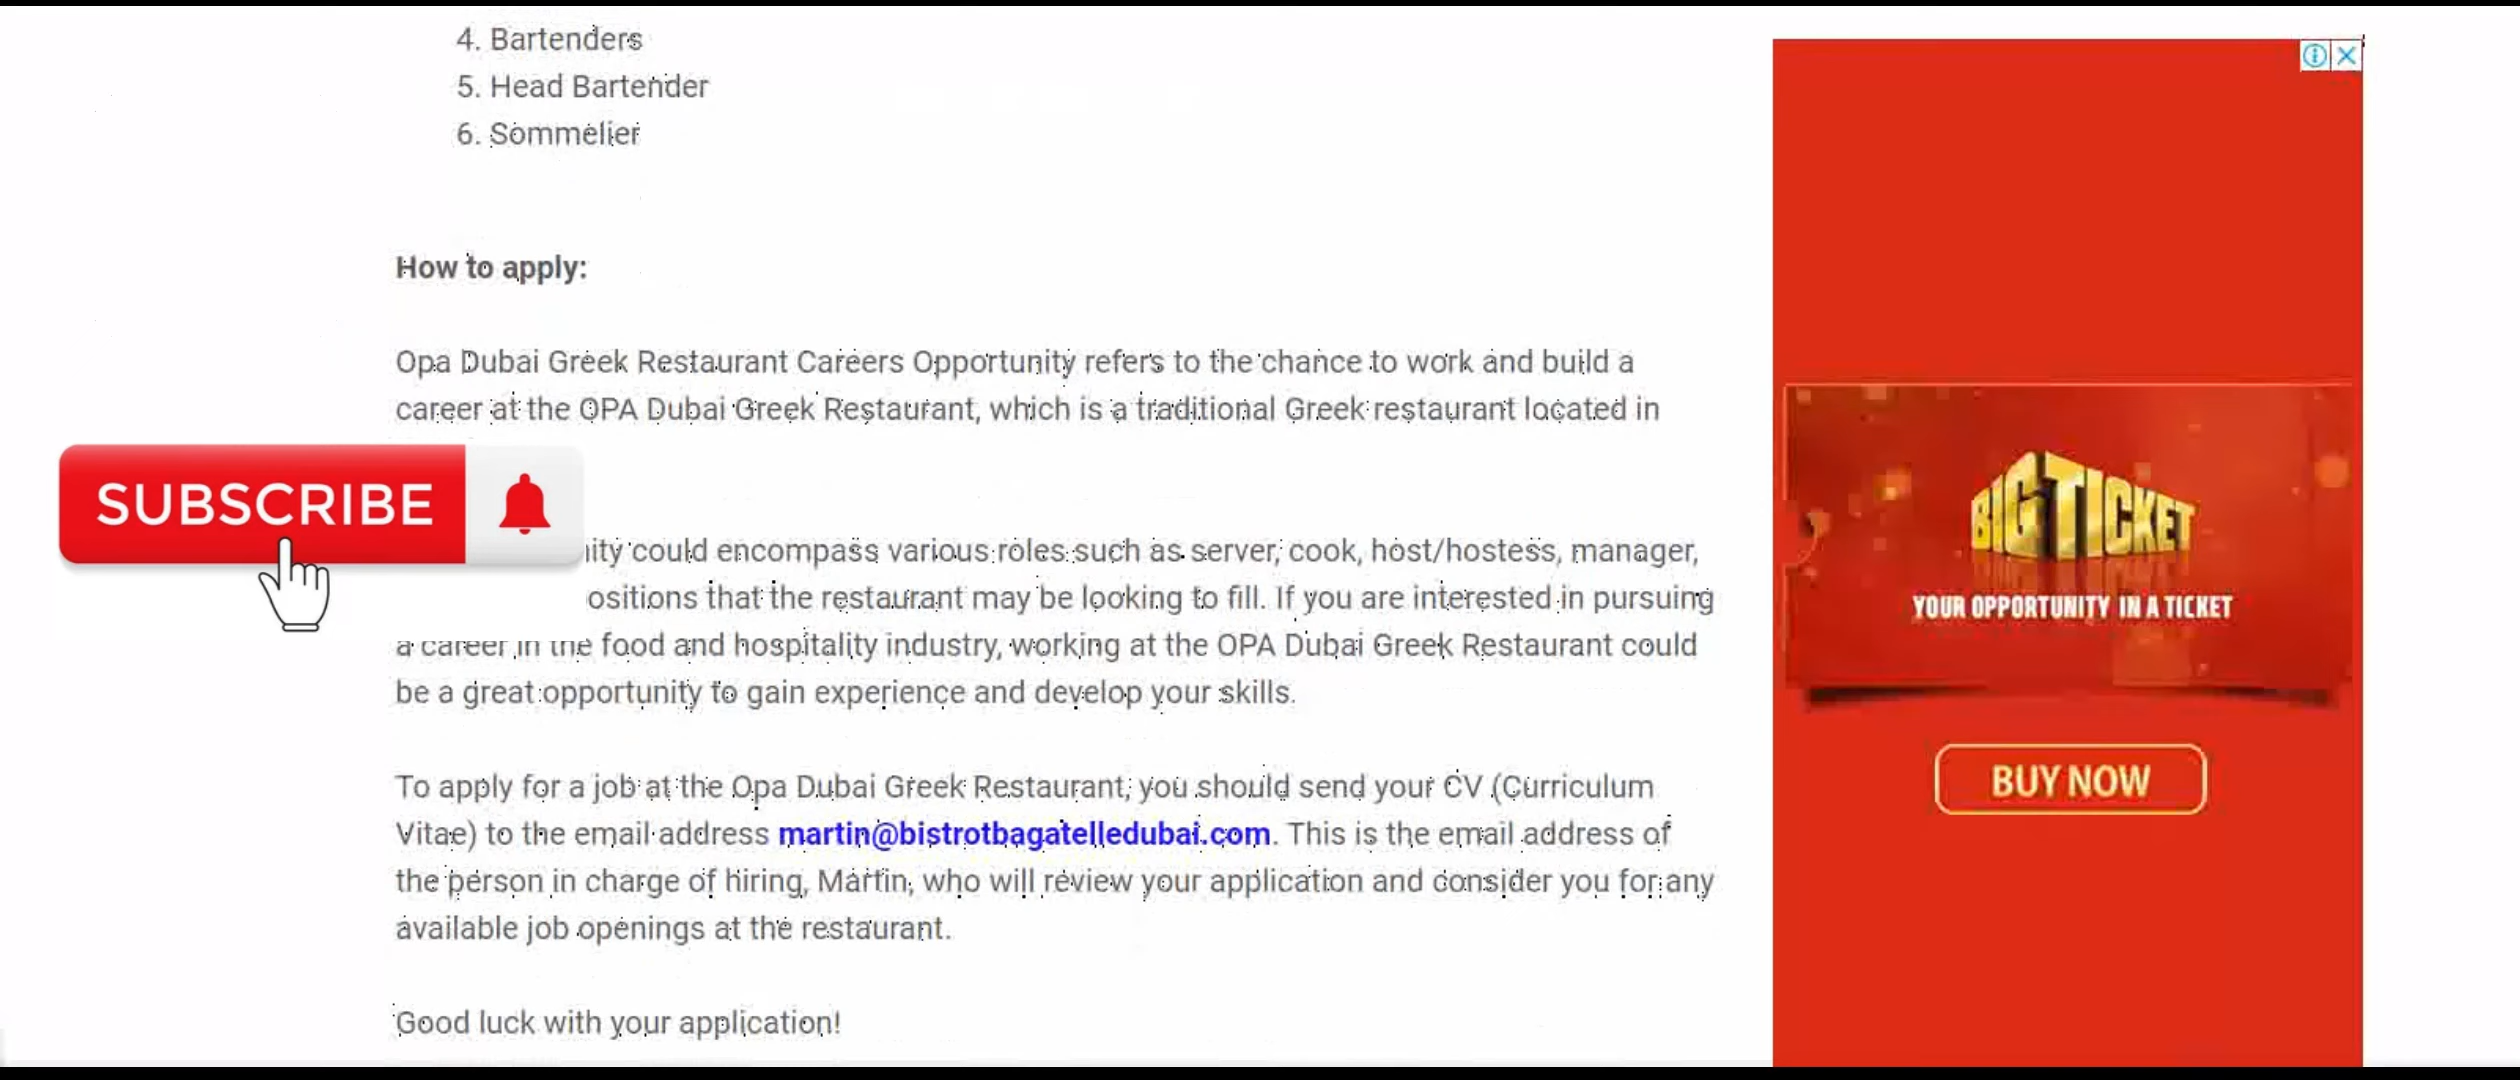 4. Bartenders
5. Head Bartender
6. Sommelier
How to apply:
Opa Dubai Greek Restaurant Careers Opportunity refers to the chance to work and build a
career at the OPA Dubai Greek Restaurant, which is a traditional Greek restaurant located in
SUBSCRIBE
could encompass various roles such as server, cook, host/hostess, manager,
that the restaurant may be looking to fill. If you are interested in pursuing
a career in the food and hospitality industry, working at the OPA Dubai Greek Restaurant could
be a great opportunity to gain experience and develop your skills.
To apply for a job at the Opa Dubai Greek Restaurant, you should send your CV (Curriculum
Vitae) to the email address martin@bistrotbagatelledubai.com. This is the email address of
the person in charge of hiring, Martin, who will review your application and consider you for any
available job openings at the restaurant.
Good luck with your application!
BIG TICKET
YOUR OPPORTUNITY IN A TICKET
BUY NOW